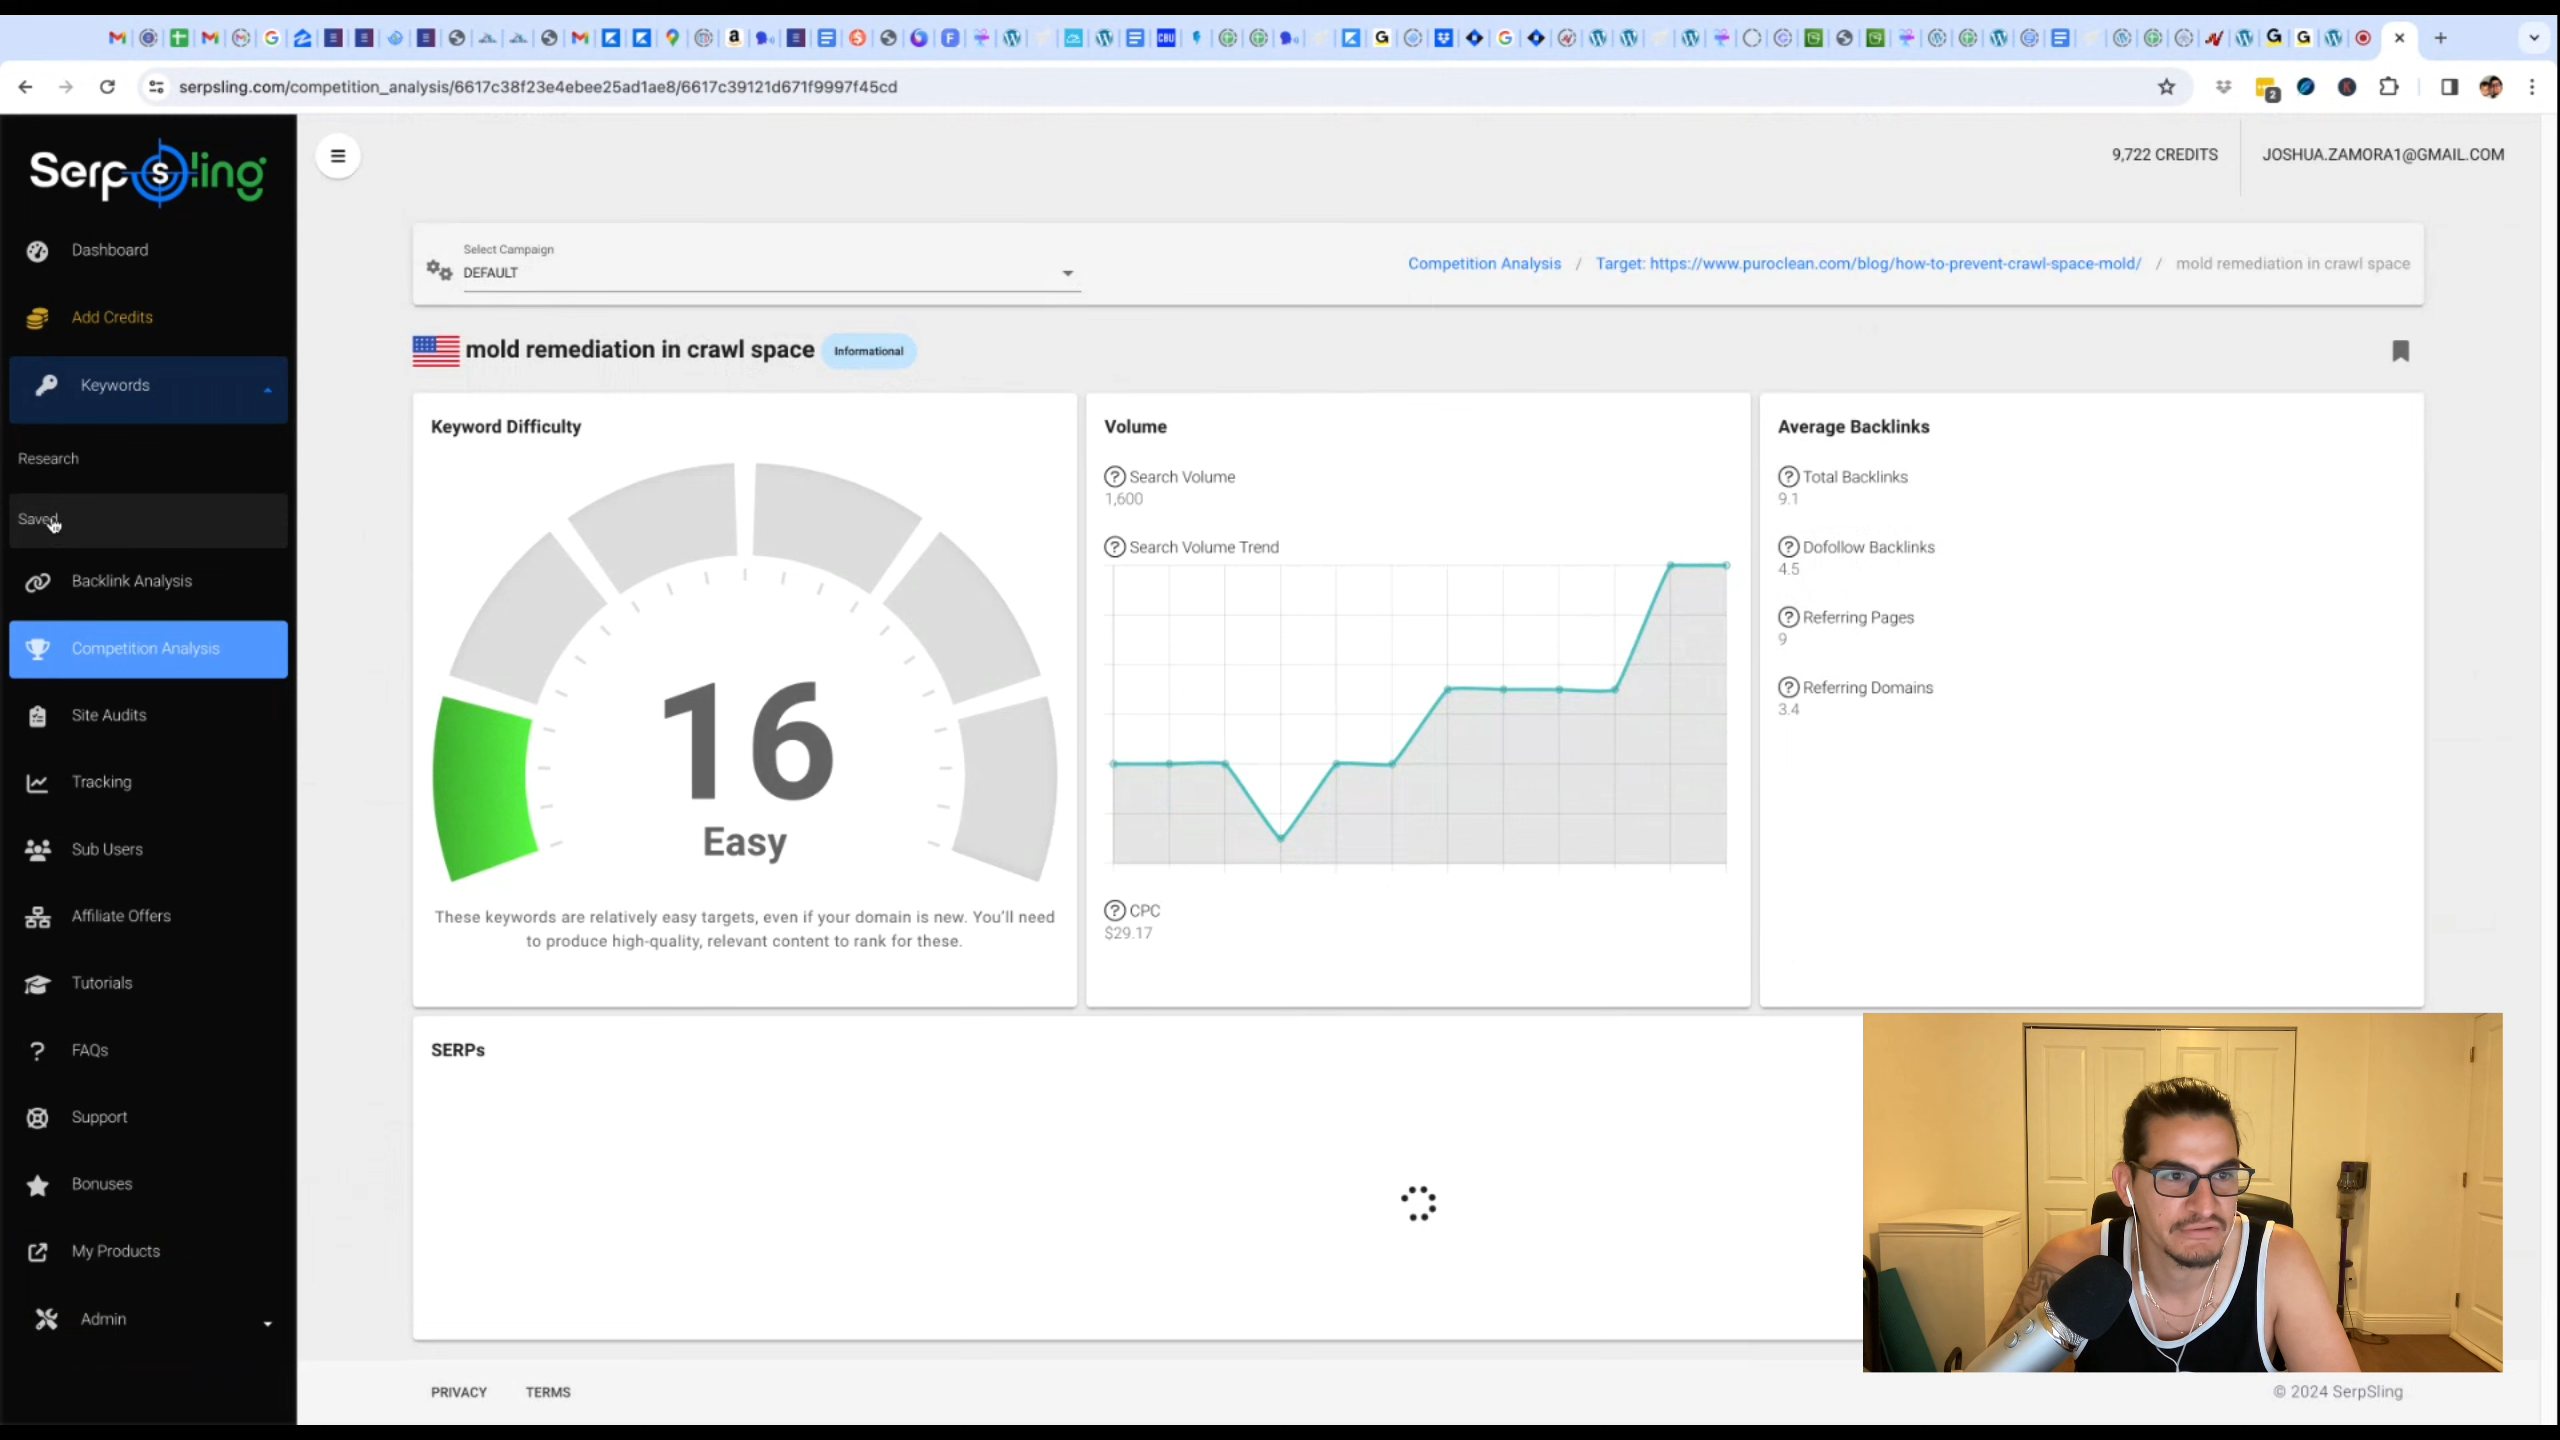 serpsling.com/competition_analysis/6617c38f23e4ebee25ad1ae8/6617c39121d671f9997f45cd
2
SerpSling
Dashboard
Add Credits
Keywords
Research
Saved
Backlink Analysis
Competition Analysis
Site Audits
Tracking
Sub Users
Affiliate Offers
Tutorials
FAQs
Support
Bonuses
My Products
Admin
9,722 CREDITS
JOSHUA.ZAMORA1@GMAIL.COM
Select Campaign
DEFAULT
Competition Analysis / Target: https://www.puroclean.com/blog/how-to-prevent-crawl-space-mold/ / mold remediation in crawl space
mold remediation in crawl space Informational
Keyword Difficulty
16
Easy
These keywords are relatively easy targets, even if your domain is new. You'll need
to produce high-quality, relevant content to rank for these.
Volume
Search Volume
1,600
Search Volume Trend
CPC
$29.17
Average Backlinks
Total Backlinks
9.1
Dofollow Backlinks
4.5
Referring Pages
9
Referring Domains
3.4
SERPs
PRIVACY TERMS
© 2024 SerpSling